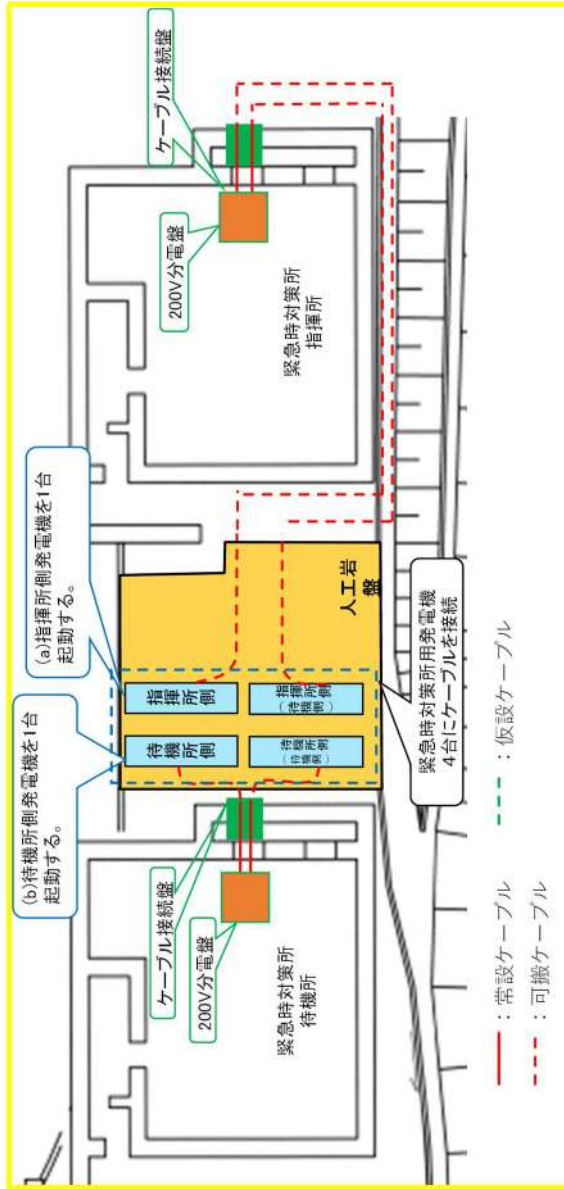 (b)待機所側発電機を1台
起動する。
(a)指揮所側発電機を1台
起動する。
ケーブル接続盤
200V分電盤
緊急時対策所
待機所
待機所側
待機所側
(待機側)
指揮所側
指揮所側
(待機側)
人工岩
盤
緊急時対策所用発電機
4台にケーブルを接続
ケーブル接続盤
200V分電盤
緊急時対策所
指揮所
:常設ケーブル
:可搬ケーブル
:仮設ケーブル